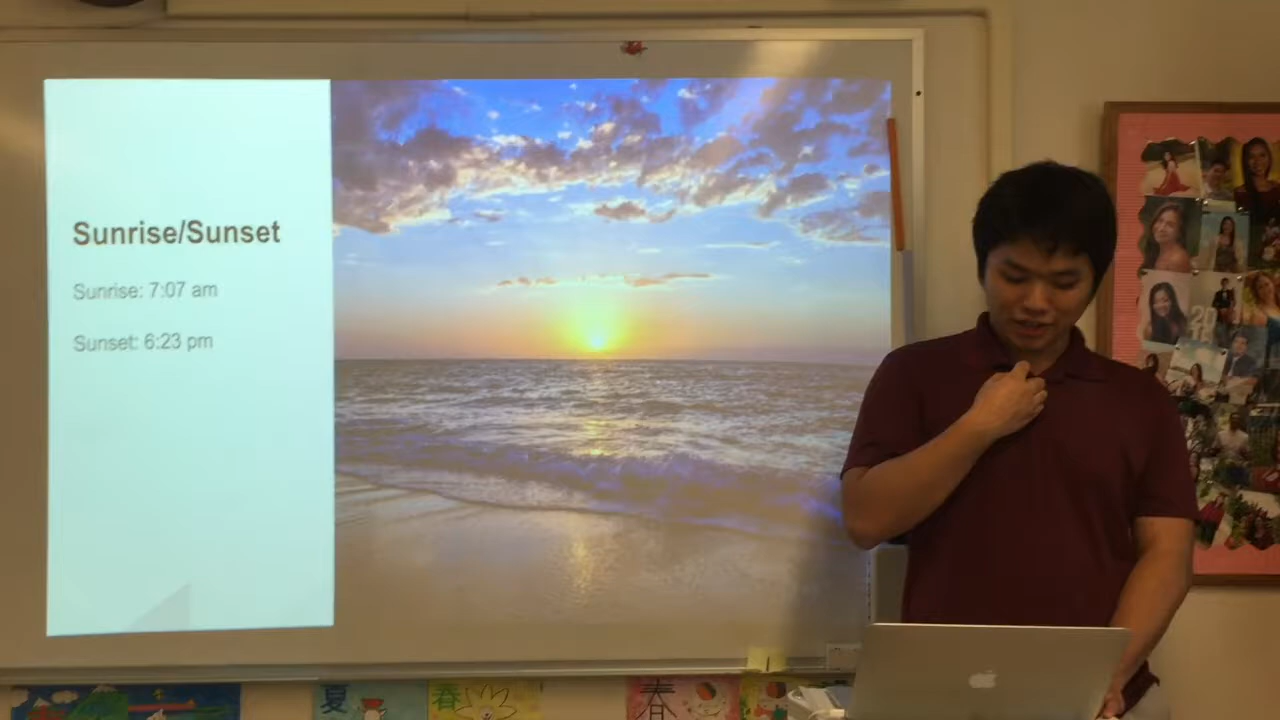 Sunrise/Sunset
Sunrise: 7:07 am
Sunset: 6:23 pm
夏
春
春